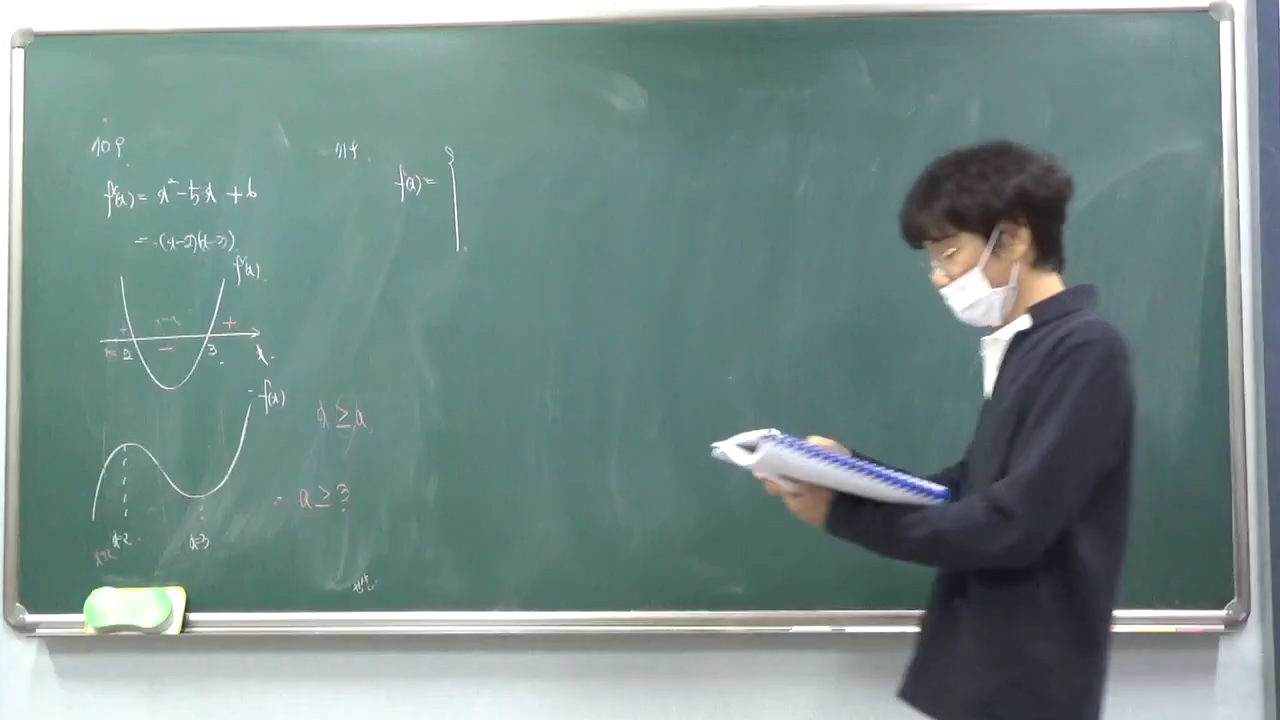 109.
f'(x) = x² - 5x + 6
= (x-2)(x-3)
f'(x)
+ +
2 - 3 x
f(x)
x=2 x=3
x ≥ a
a ≥ 3
114.
f(x) = {